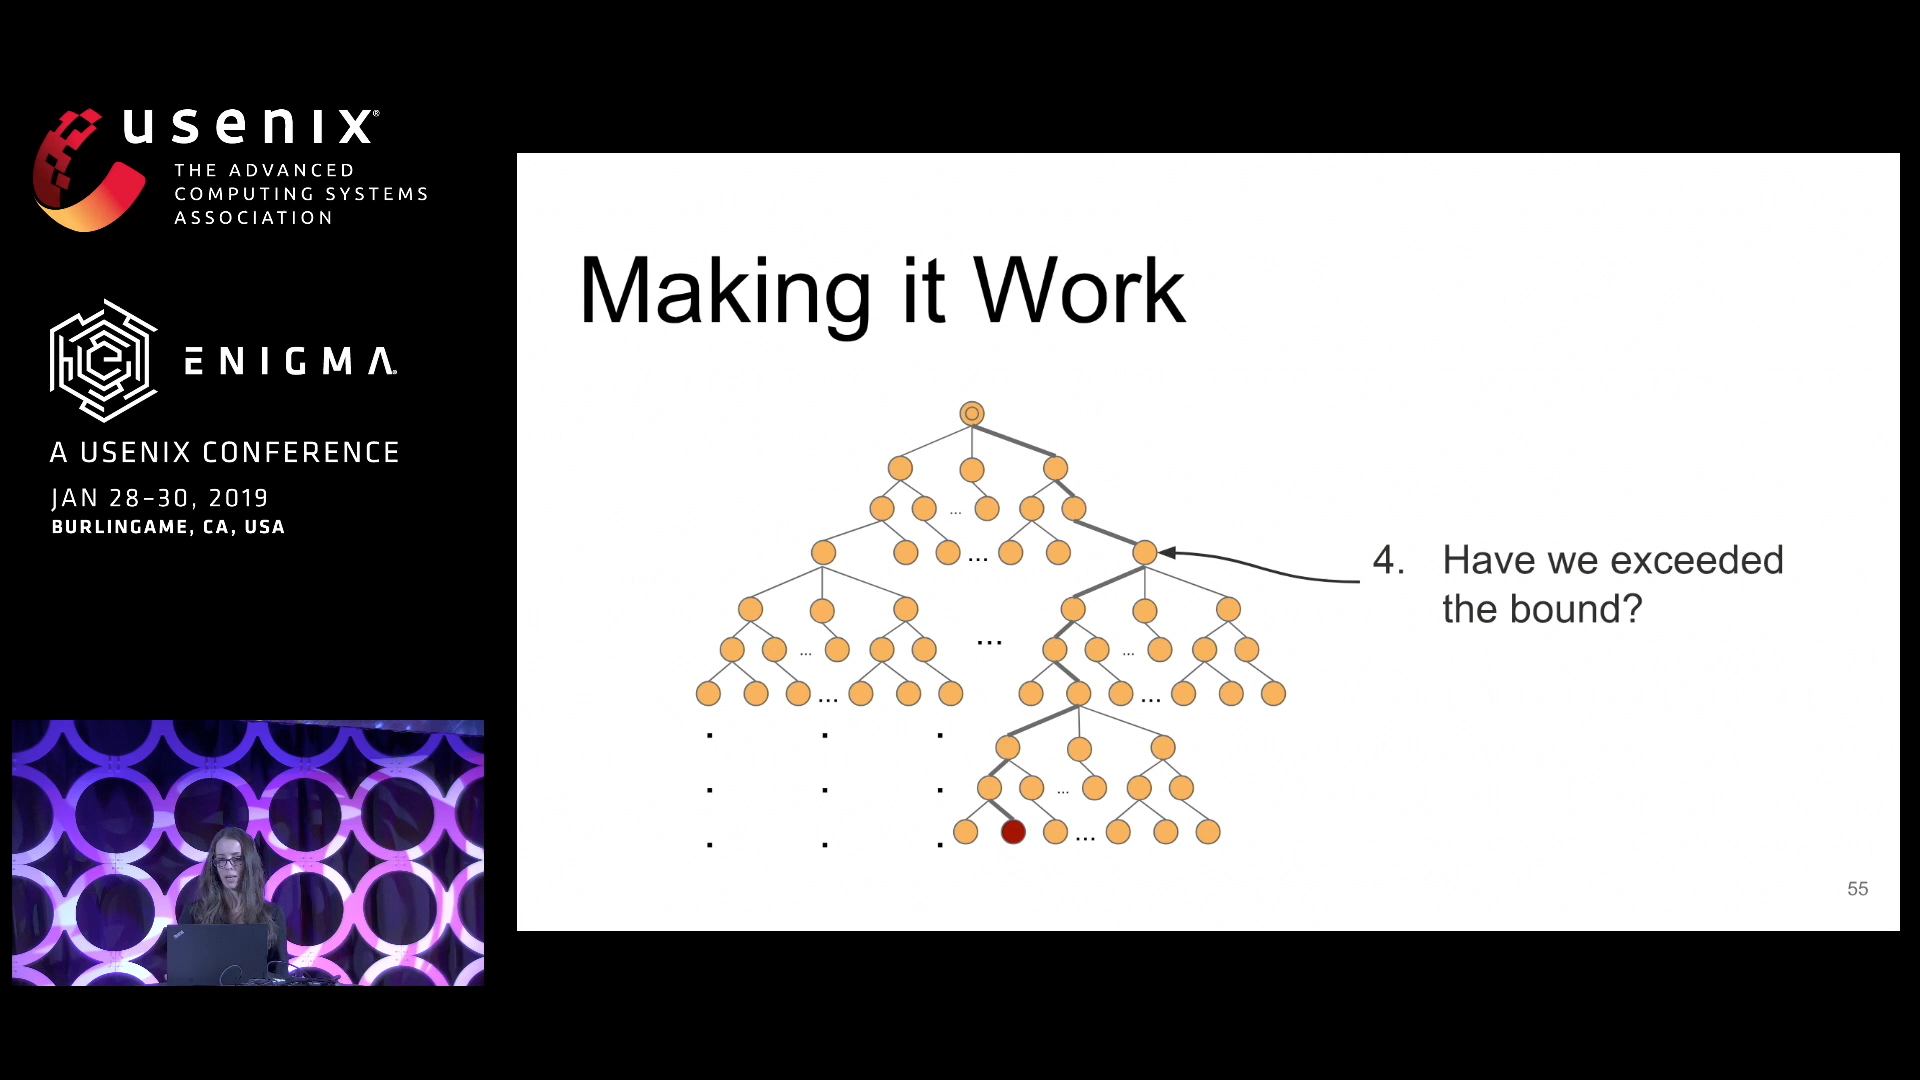 usenix®
THE ADVANCED
COMPUTING SYSTEMS
ASSOCIATION
ENIGMA
A USENIX CONFERENCE
JAN 28–30, 2019
BURLINGAME, CA, USA
Making it Work
4. Have we exceeded
the bound?
55